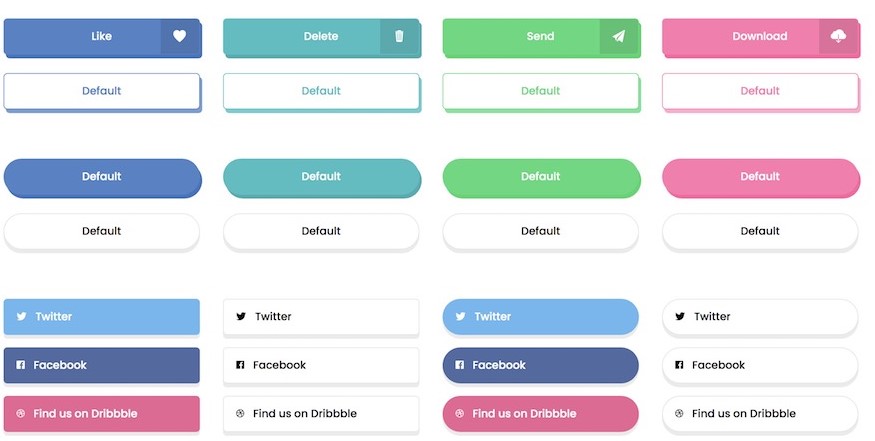 Like Delete Send Download
Default Default Default Default
Default Default Default Default
Default Default Default Default
Twitter Twitter Twitter Twitter
Facebook Facebook Facebook Facebook
Find us on Dribbble Find us on Dribbble Find us on Dribbble Find us on Dribbble